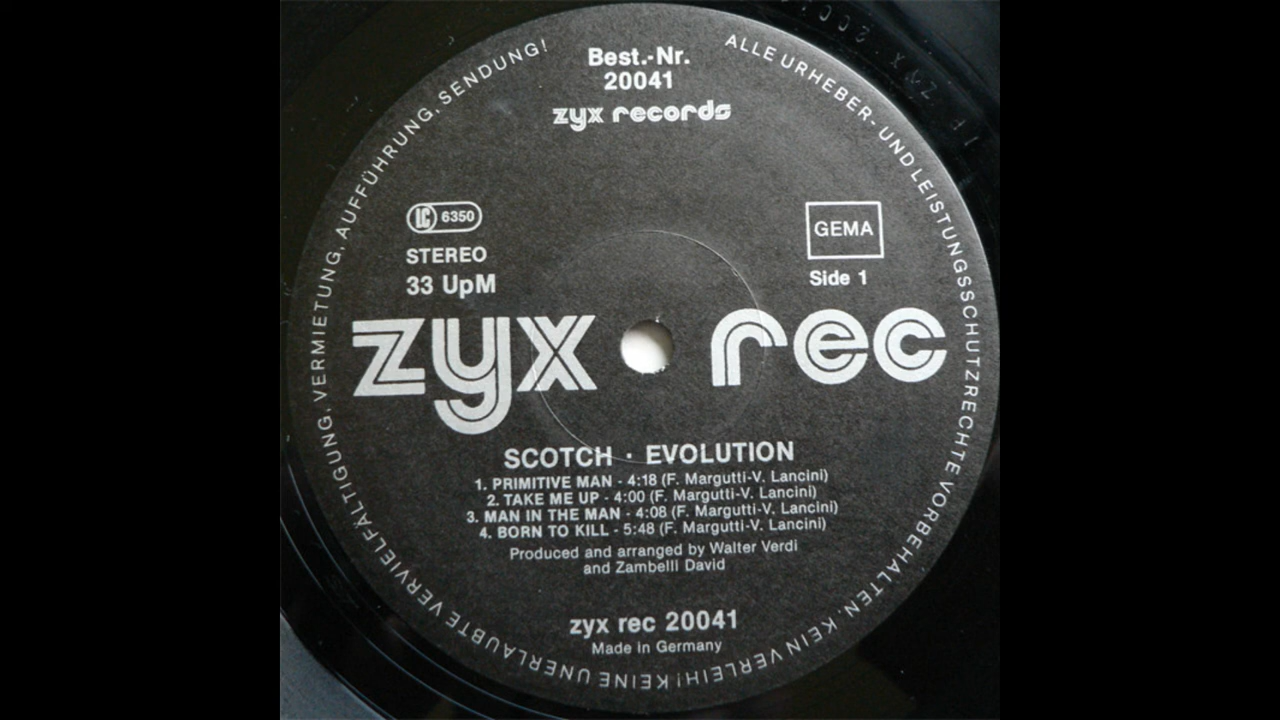 Best.-Nr.
20041
zyx records
LC 6350
STEREO
33 UpM
GEMA
Side 1
zyx rec
SCOTCH · EVOLUTION
1. PRIMITIVE MAN - 4:18 (F. Margutti-V. Lancini)
2. TAKE ME UP - 4:00 (F. Margutti-V. Lancini)
3. MAN IN THE MAN - 4:08 (F. Margutti-V. Lancini)
4. BORN TO KILL - 5:48 (F. Margutti-V. Lancini)
Produced and arranged by Walter Verdi
and Zambelli David
zyx rec 20041
Made in Germany
ALLE URHEBER- UND LEISTUNGSSCHUTZRECHTE VORBEHALTEN. KEIN VERLEIH! KEINE UNERLAUBTE VERVIELFÄLTIGUNG. VERMIETUNG, AUFFÜHRUNG. SENDUNG!